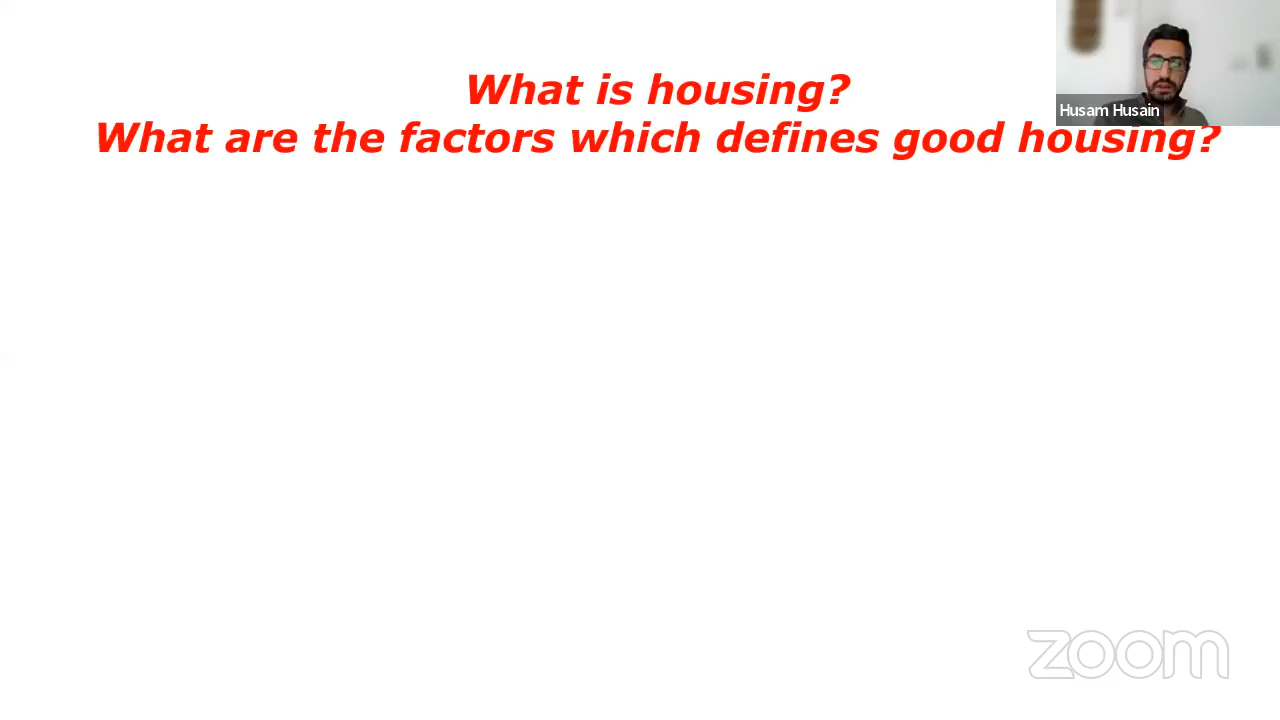 What is housing?
What are the factors which defines good housing?
Husam Husain
zoom